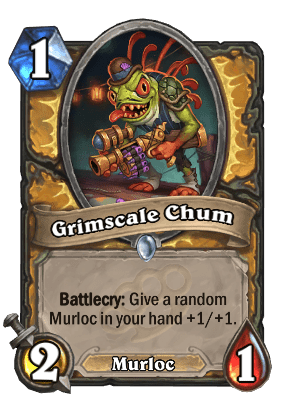 1
Grimscale Chum
Battlecry: Give a random
Murloc in your hand +1/+1.
2
Murloc
1